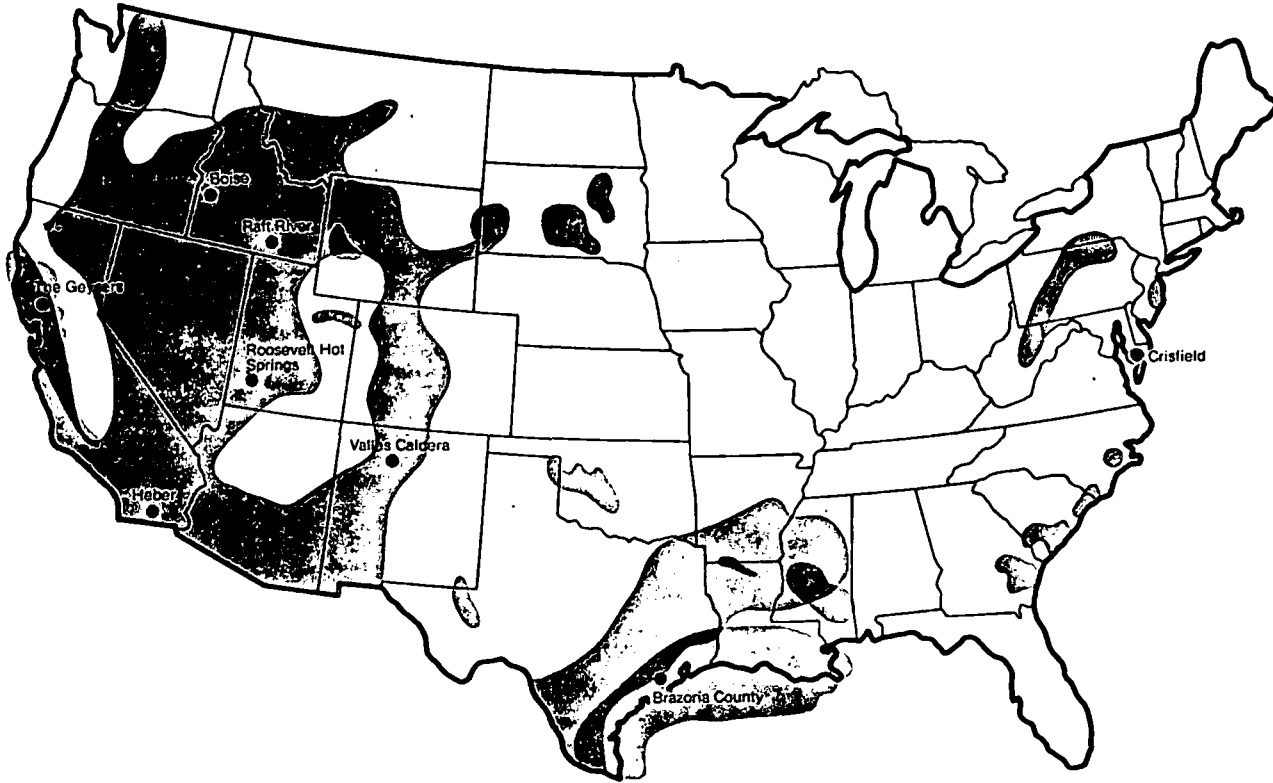 Boise
Raft River
The Geysers
Roosevelt Hot
Springs
Crisfield
Valles Caldera
Heber
Brazoria County